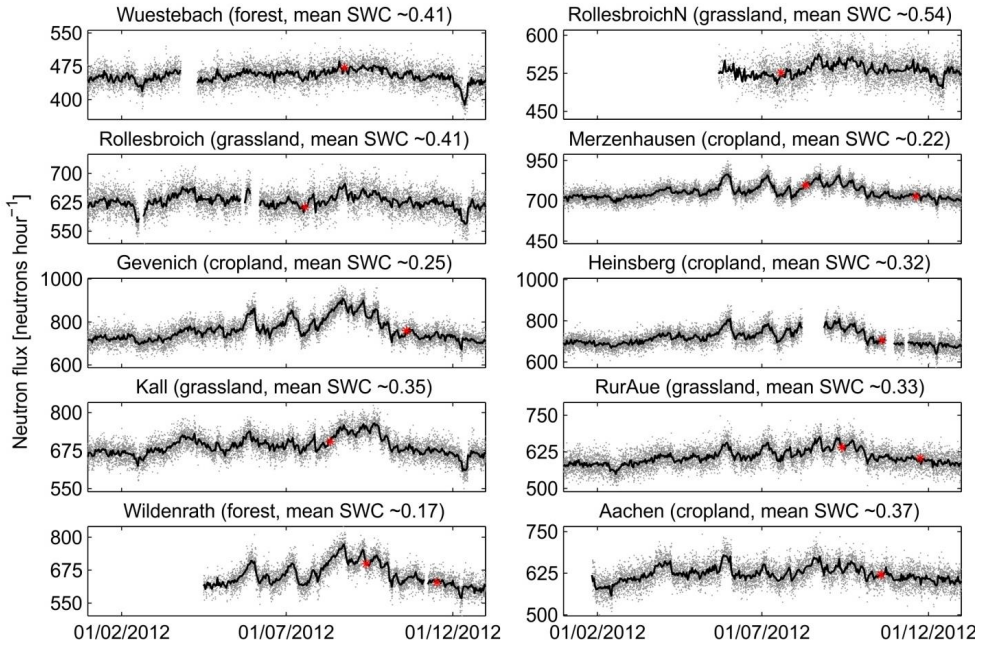 Neutron flux [neutrons hour⁻¹]
Wuestebach (forest, mean SWC ~0.41)
550
475
400
RollesbroichN (grassland, mean SWC ~0.54)
600
525
450
Rollesbroich (grassland, mean SWC ~0.41)
700
625
550
Merzenhausen (cropland, mean SWC ~0.22)
950
700
450
Gevenich (cropland, mean SWC ~0.25)
1000
800
600
Heinsberg (cropland, mean SWC ~0.32)
1000
800
600
Kall (grassland, mean SWC ~0.35)
800
675
550
RurAue (grassland, mean SWC ~0.33)
750
625
500
Wildenrath (forest, mean SWC ~0.17)
800
675
550
01/02/2012 01/07/2012 01/12/2012
Aachen (cropland, mean SWC ~0.37)
750
625
500
01/02/2012 01/07/2012 01/12/2012